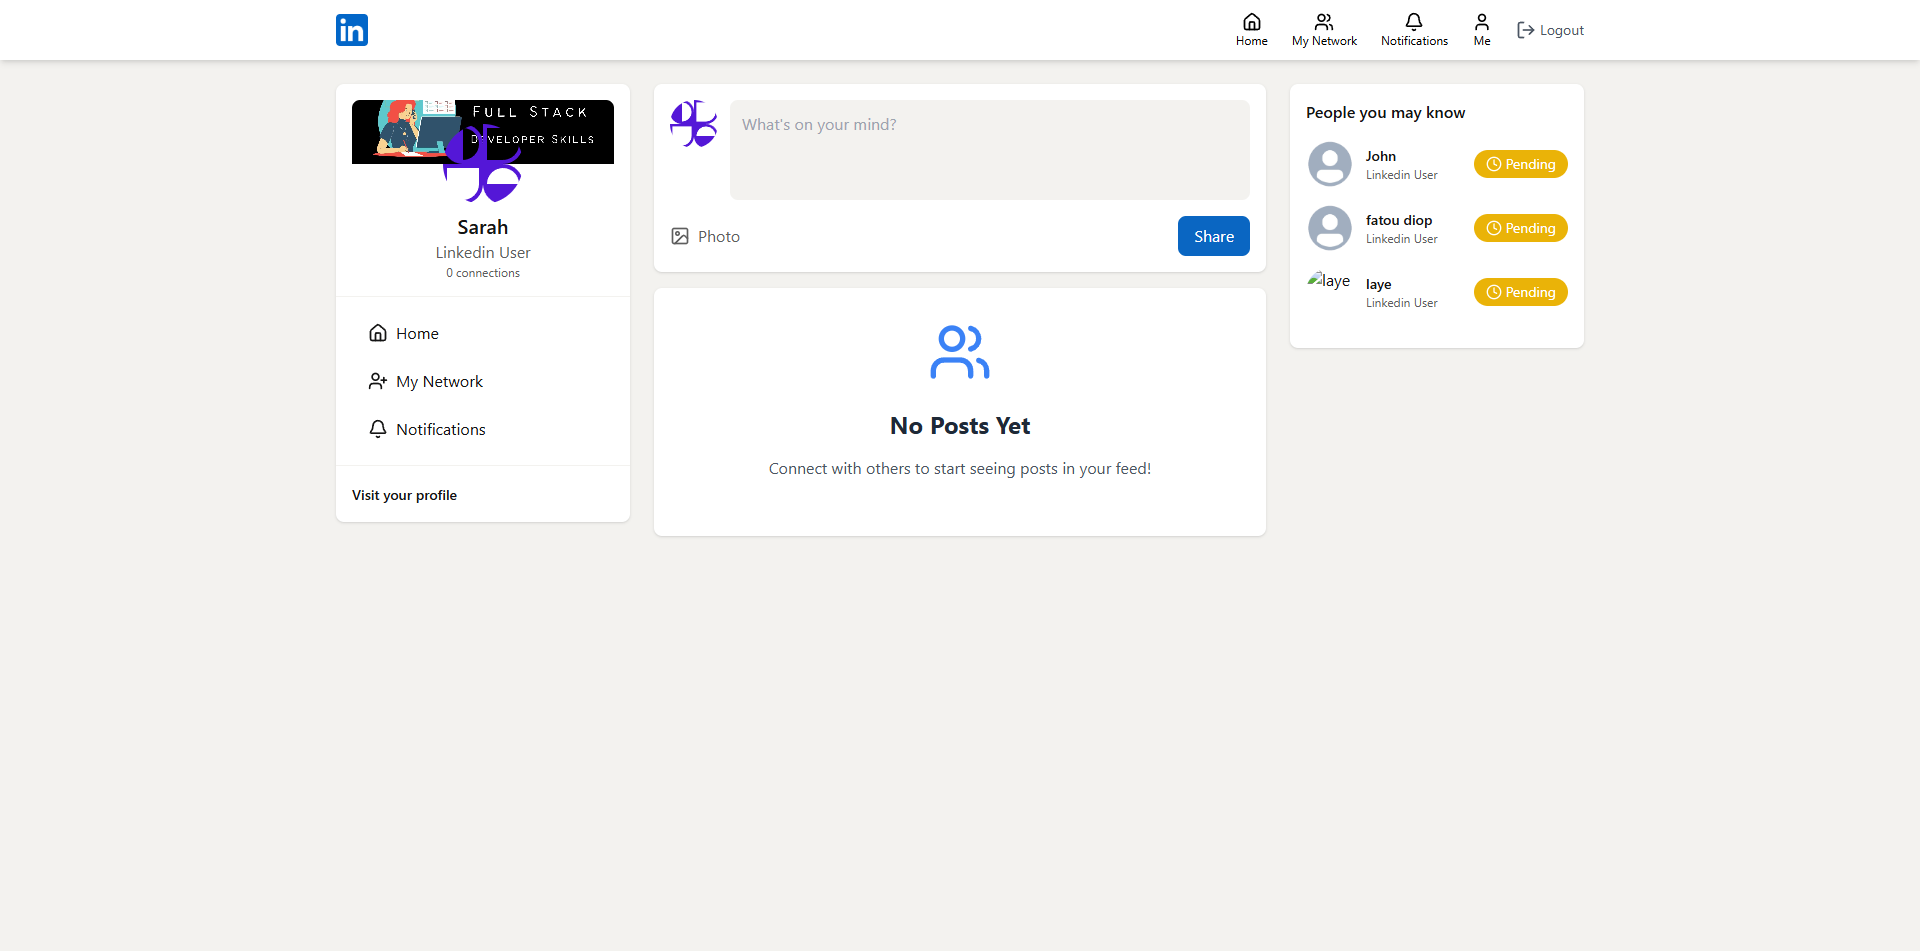 in
Home
My Network
Notifications
Me
Logout
Full Stack
Developer Skills
Sarah
Linkedin User
0 connections
Home
My Network
Notifications
Visit your profile
What's on your mind?
Photo
Share
No Posts Yet
Connect with others to start seeing posts in your feed!
People you may know
John
Linkedin User
Pending
fatou diop
Linkedin User
Pending
laye
laye
Linkedin User
Pending